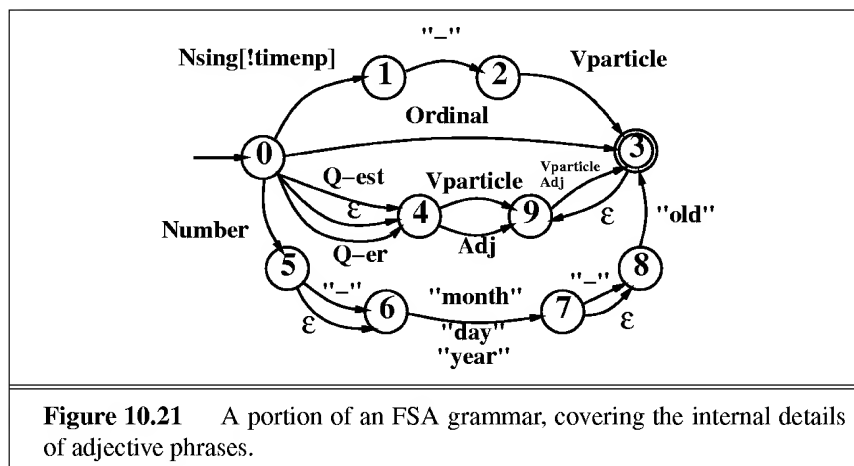 "–"
Nsing[!timenp]
1
2
Vparticle
Ordinal
0
3
Q–est
Vparticle
Vparticle
Adj
ε
4
9
ε
Number
Q–er
Adj
"old"
5
"–"
"–"
8
6
"month"
7
ε
"day"
ε
"year"
Figure 10.21 A portion of an FSA grammar, covering the internal details
of adjective phrases.